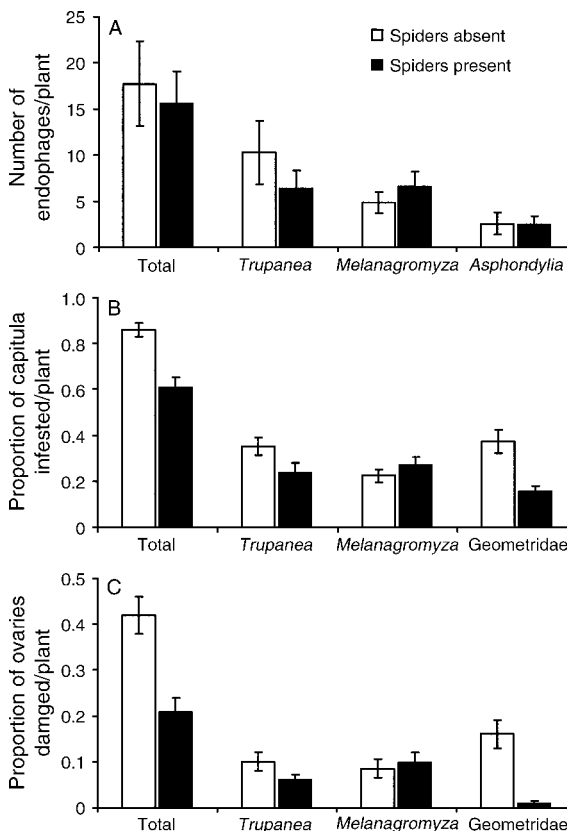 A
Spiders absent
Spiders present
Number of
endophages/plant
25
20
15
10
5
0
Total Trupanea Melanagromyza Asphondylia
B
Proportion of capitula
infested/plant
1.0
0.8
0.6
0.4
0.2
0
Total Trupanea Melanagromyza Geometridae
C
Proportion of ovaries
damged/plant
0.5
0.4
0.3
0.2
0.1
0
Total Trupanea Melanagromyza Geometridae